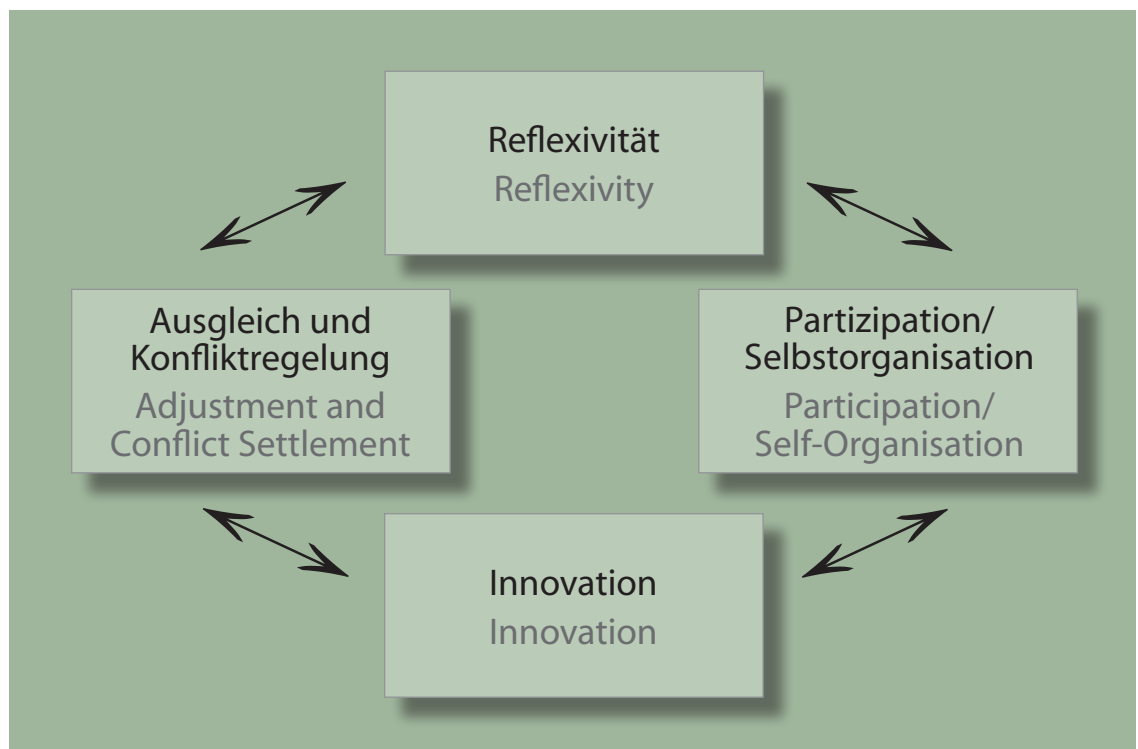 Reflexivität
Reflexivity
Ausgleich und
Konfliktregelung
Adjustment and
Conflict Settlement
Partizipation/
Selbstorganisation
Participation/
Self-Organisation
Innovation
Innovation